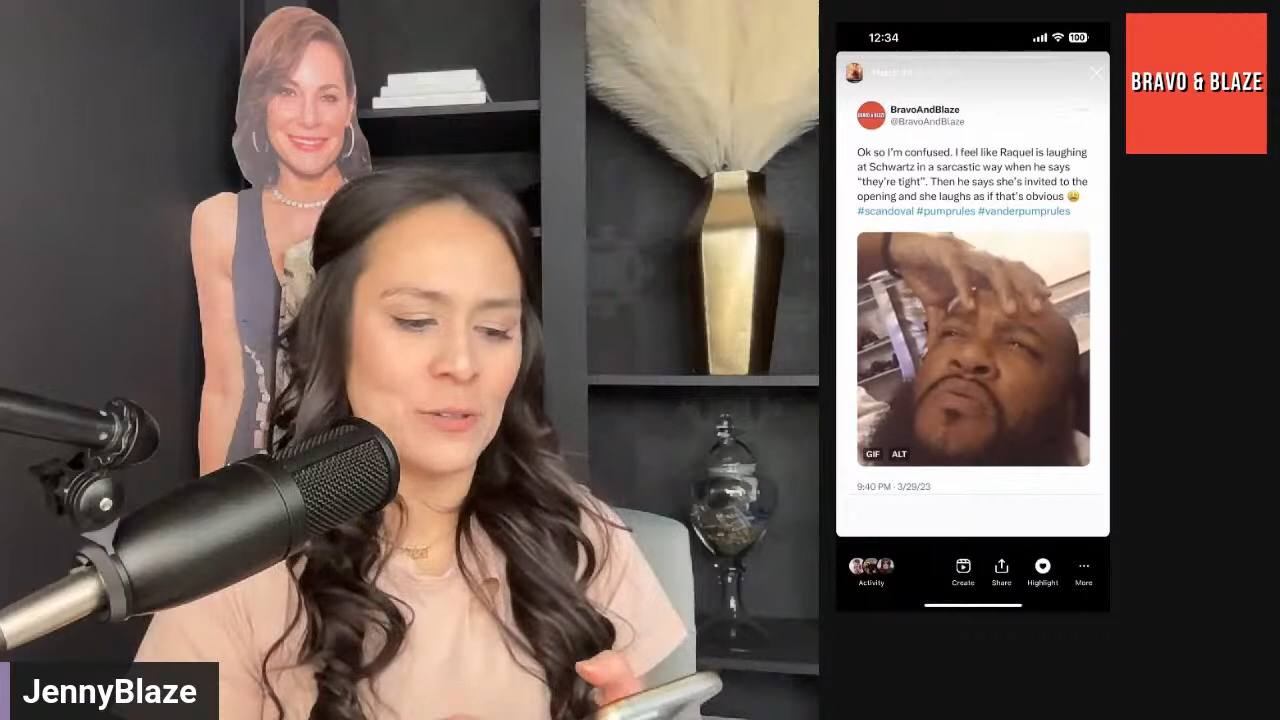 12:34
100
BRAVO & BLAZE
BravoAndBlaze
@BravoAndBlaze
Ok so I'm confused. I feel like Raquel is laughing
at Schwartz in a sarcastic way when he says
"they're tight". Then he says she's invited to the
opening and she laughs as if that's obvious 😩
#scandoval #pumprules #vanderpumprules
GIF ALT
9:40 PM · 3/29/23
Activity
Create
Share
Highlight
More
JennyBlaze